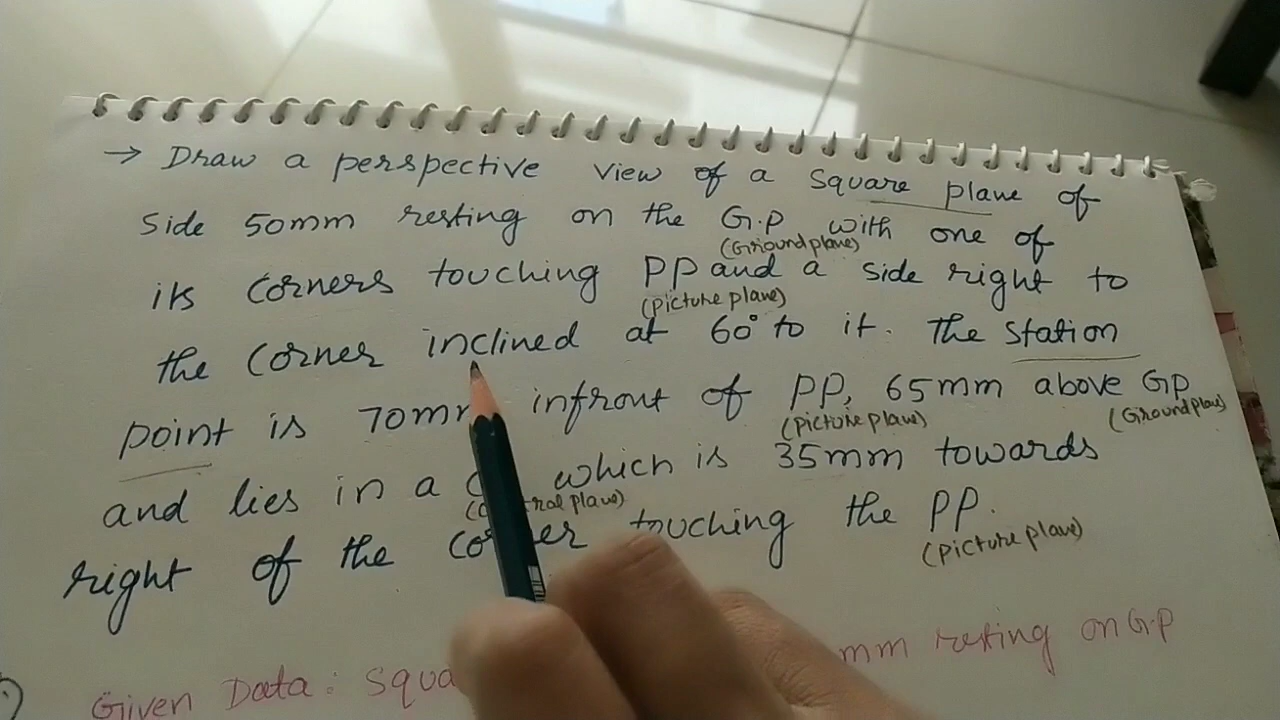 → Draw a perspective view of a square plane of
side 50mm resting on the G.P with one of
(Ground plane)
its corners touching PP and a side right to
(picture plane)
the corner inclined at 60° to it. The station
point is 70m infront of PP, 65mm above GP
(picture plane) (Ground plane)
and lies in a which is 35mm towards
plane)
right of the touching the PP.
(picture plane)
Given Data: squa mm resting on G.P